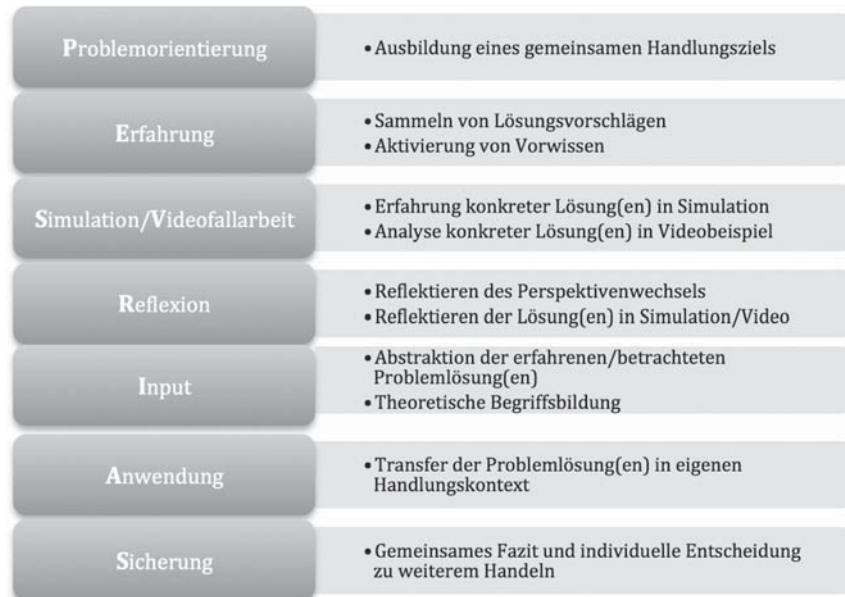 Problemorientierung
• Ausbildung eines gemeinsamen Handlungsziels
Erfahrung
• Sammeln von Lösungsvorschlägen
• Aktivierung von Vorwissen
Simulation/Videofallarbeit
• Erfahrung konkreter Lösung(en) in Simulation
• Analyse konkreter Lösung(en) in Videobeispiel
Reflexion
• Reflektieren des Perspektivenwechsels
• Reflektieren der Lösung(en) in Simulation/Video
Input
• Abstraktion der erfahrenen/betrachteten
Problemlösung(en)
• Theoretische Begriffsbildung
Anwendung
• Transfer der Problemlösung(en) in eigenen
Handlungskontext
Sicherung
• Gemeinsames Fazit und individuelle Entscheidung
zu weiterem Handeln